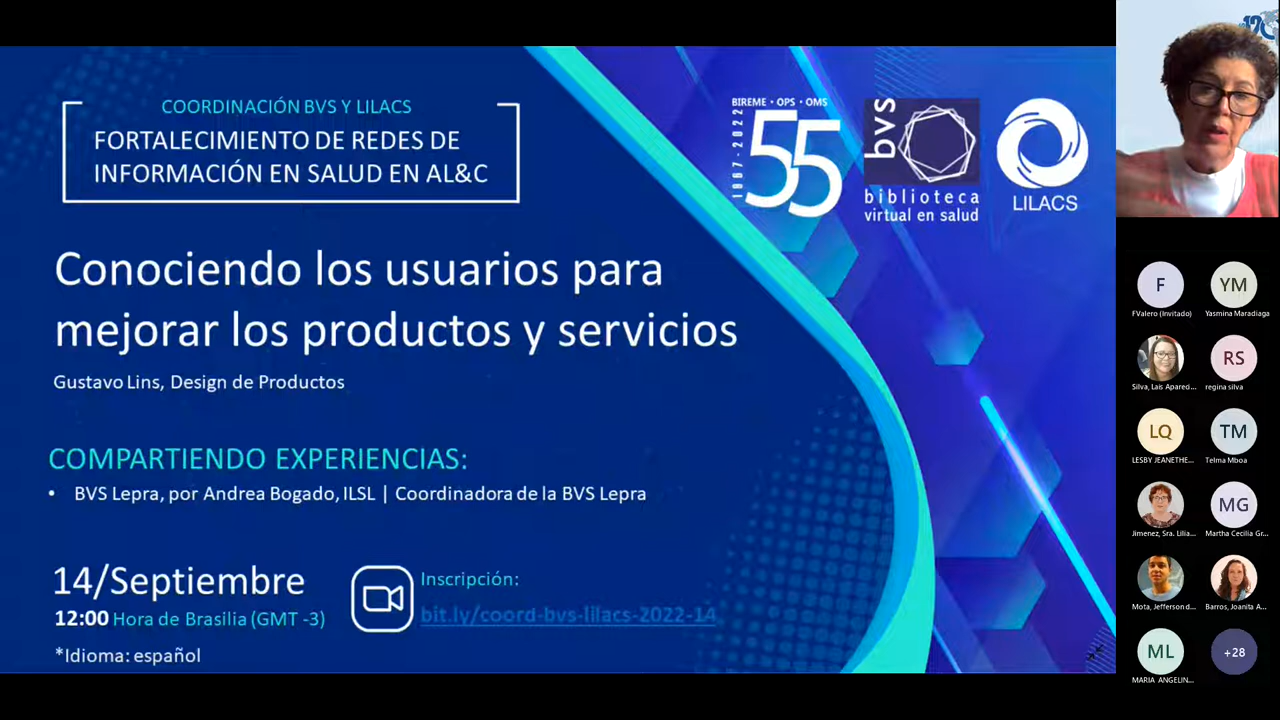 COORDINACIÓN BVS Y LILACS
FORTALECIMIENTO DE REDES DE
INFORMACIÓN EN SALUD EN AL&C
BIREME • OPS • OMS
1967-2022
55
bvs
biblioteca
virtual en salud
LILACS
Conociendo los usuarios para
mejorar los productos y servicios
Gustavo Lins, Design de Productos
COMPARTIENDO EXPERIENCIAS:
• BVS Lepra, por Andrea Bogado, ILSL | Coordinadora de la BVS Lepra
14/Septiembre
12:00 Hora de Brasilia (GMT -3)
*Idioma: español
Inscripción:
bit.ly/coord-bvs-lilacs-2022-14
F
FValero (Invitado)
YM
Yasmina Maradiaga
Silva, Lais Apared...
RS
regina silva
LQ
LESBY JEANETHE...
TM
Telma Mboa
Jimenez, Sra. Lilia...
MG
Martha Cecilia Gr...
Mota, Jefferson d...
Barros, Joanita A...
ML
MARIA ANGELIN...
+28